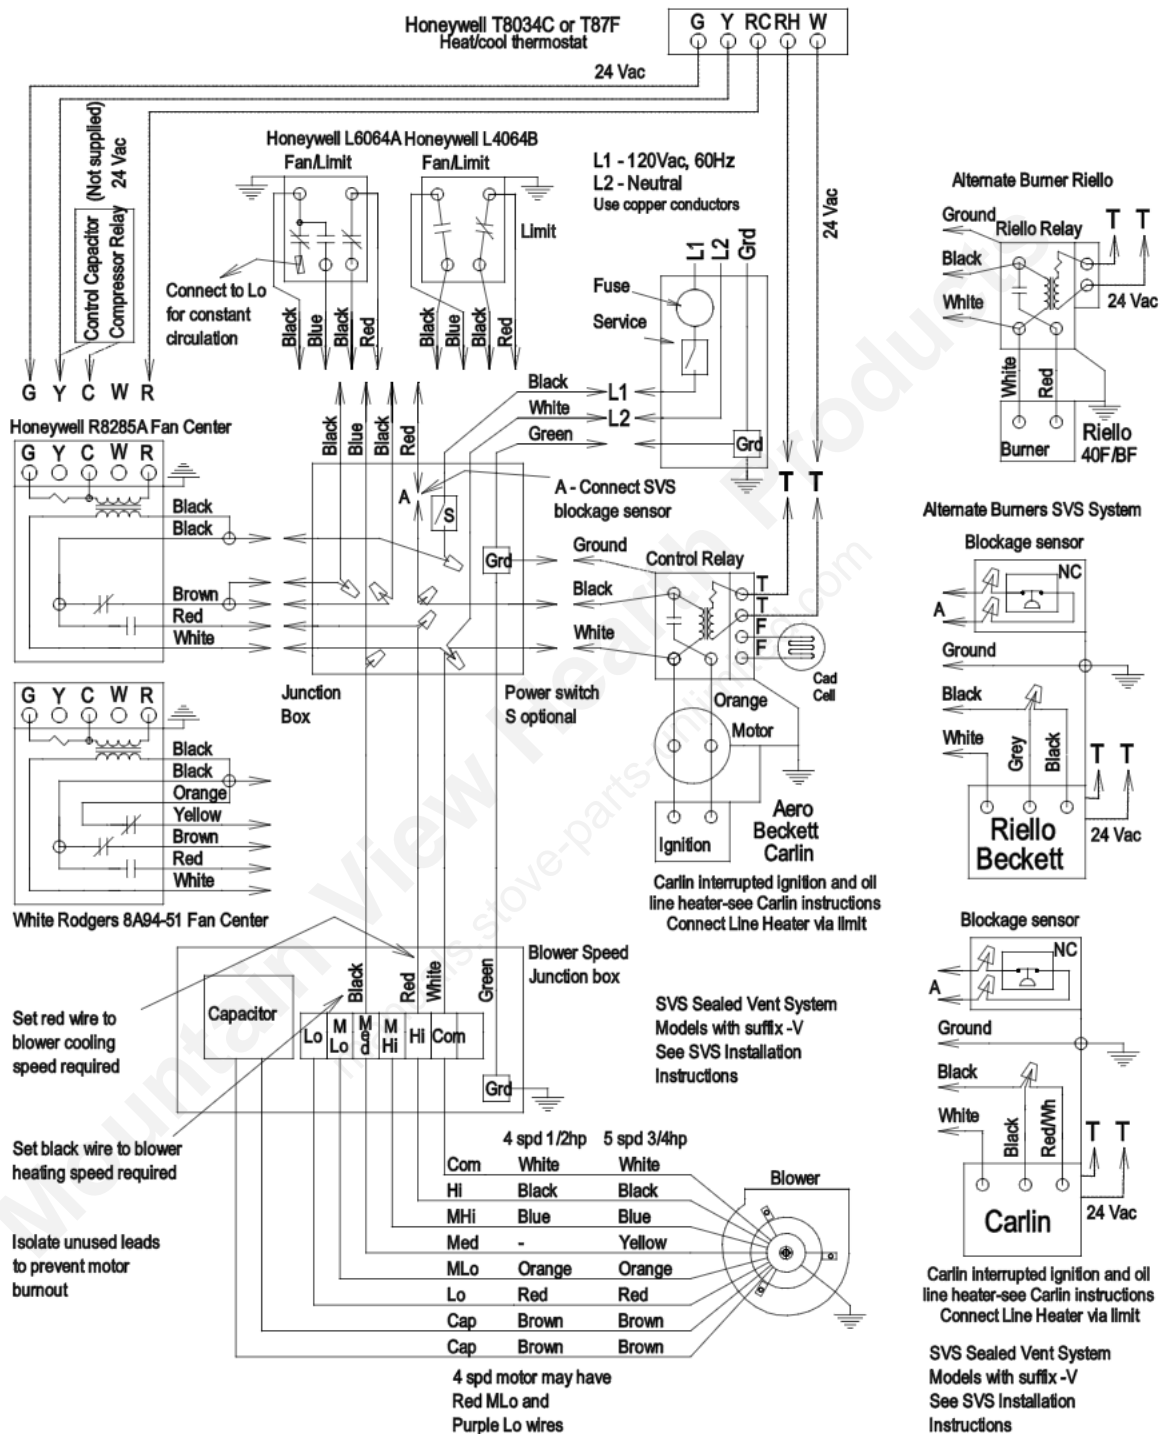 Honeywell T8034C or T87F
Heat/cool thermostat
G Y RC RH W
24 Vac
Control Capacitor (Not supplied)
Compressor Relay 24 Vac
Honeywell L6064A Honeywell L4064B
Fan/Limit Fan/Limit
Limit
L1 - 120Vac, 60Hz
L2 - Neutral
Use copper conductors
24 Vac
Connect to Lo
for constant
circulation
Black Blue Black Red
Black Blue Black Red
L1 L2 Grd
Fuse
Service
Grd
Alternate Burner Riello
Ground
Riello Relay
T T
Black
White
24 Vac
White Red
Burner
Riello
40F/BF
G Y C W R
Honeywell R8285A Fan Center
G Y C W R
Black
Black
Brown
Red
White
Black Blue Black Red
Black
White
Green
L1
L2
A
S
Grd
A - Connect SVS
blockage sensor
T T
Ground
Black
White
Control Relay
T
T
F
F
Cad
Cell
Orange
Motor
Ignition
Aero
Beckett
Carlin
Carlin interrupted ignition and oil
line heater-see Carlin instructions
Connect Line Heater via limit
Junction
Box
Power switch
S optional
G Y C W R
Black
Black
Orange
Yellow
Brown
Red
White
White Rodgers 8A94-51 Fan Center
Alternate Burners SVS System
Blockage sensor
NC
A
Ground
Black
White
Grey Black
T T
24 Vac
Riello
Beckett
Blockage sensor
NC
A
Ground
Black
White
Black Red/Wh
T T
24 Vac
Carlin
Carlin interrupted ignition and oil
line heater-see Carlin instructions
Connect Line Heater via limit
SVS Sealed Vent System
Models with suffix -V
See SVS Installation
Instructions
Blower Speed
Junction box
Capacitor
Black Red White Green
Lo M Lo Med M Hi Hi Com
Grd
SVS Sealed Vent System
Models with suffix -V
See SVS Installation
Instructions
Set red wire to
blower cooling
speed required
Set black wire to blower
heating speed required
Isolate unused leads
to prevent motor
burnout
4 spd 1/2hp 5 spd 3/4hp
Com White White
Hi Black Black
MHi Blue Blue
Med - Yellow
MLo Orange Orange
Lo Red Red
Cap Brown Brown
Cap Brown Brown
Blower
4 spd motor may have
Red MLo and
Purple Lo wires
Mountain View Hearth Products